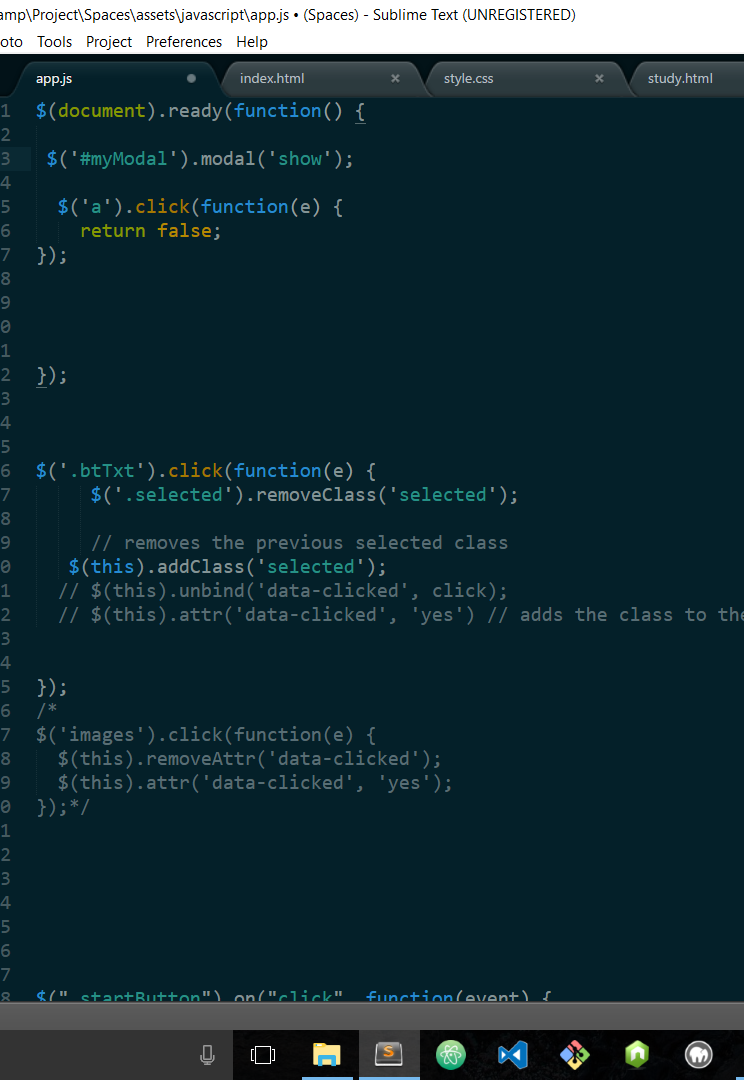 amp\Project\Spaces\assets\javascript\app.js • (Spaces) - Sublime Text (UNREGISTERED)
oto Tools Project Preferences Help
app.js index.html style.css study.html
1 $(document).ready(function() {
2
3 $('#myModal').modal('show');
4
5 $('a').click(function(e) {
6 return false;
7 });
8
9
0
1
2 });
3
4
5
6 $('.btTxt').click(function(e) {
7 $('.selected').removeClass('selected');
8
9 // removes the previous selected class
0 $(this).addClass('selected');
1 // $(this).unbind('data-clicked', click);
2 // $(this).attr('data-clicked', 'yes') // adds the class to the
3
4
5 });
6 /*
7 $('images').click(function(e) {
8 $(this).removeAttr('data-clicked');
9 $(this).attr('data-clicked', 'yes');
0 });*/
1
2
3
4
5
6
7
8 $(".startButton").on("click", function(event) {